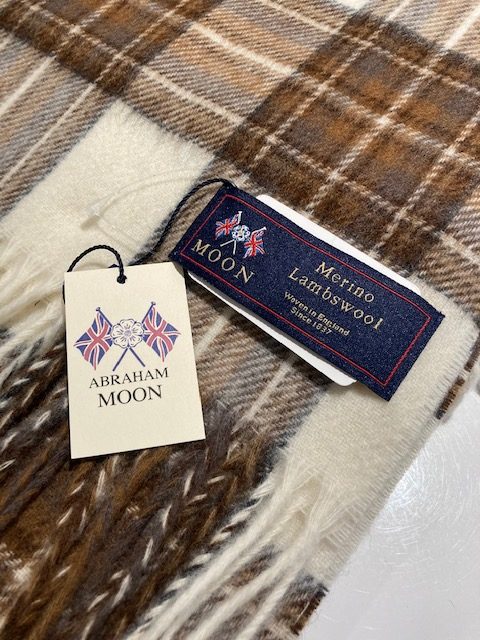 MOON
Merino
Lambswool
Woven in England
Since 1837
ABRAHAM
MOON